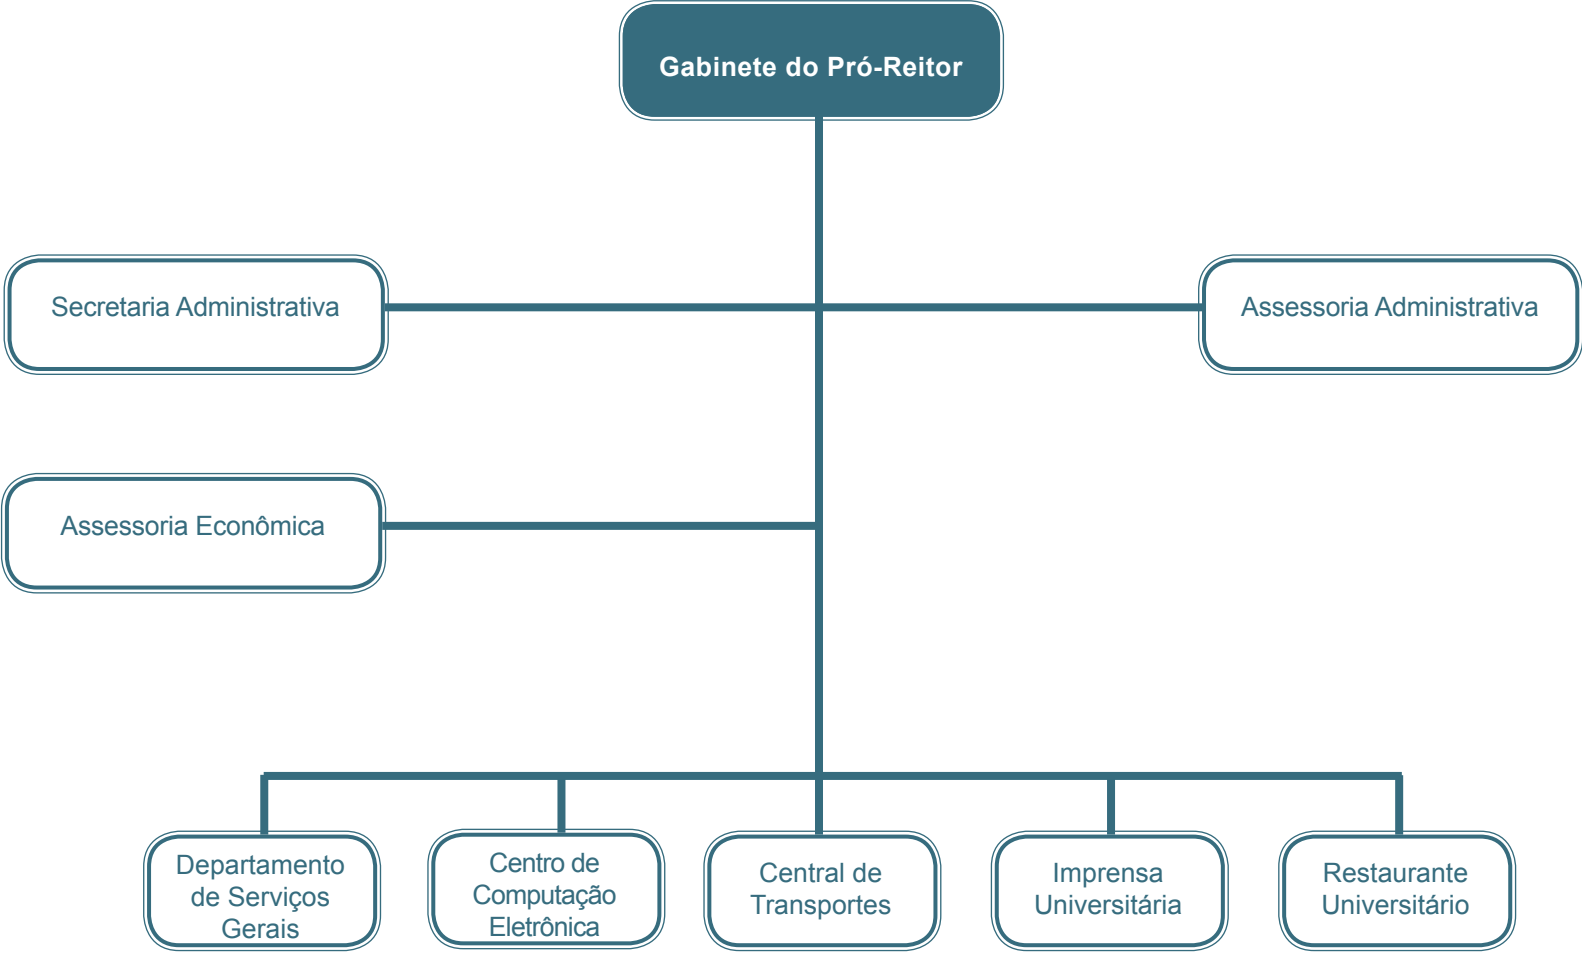 Gabinete do Pró-Reitor
Secretaria Administrativa
Assessoria Administrativa
Assessoria Econômica
Departamento
de Serviços
Gerais
Centro de
Computação
Eletrônica
Central de
Transportes
Imprensa
Universitária
Restaurante
Universitário